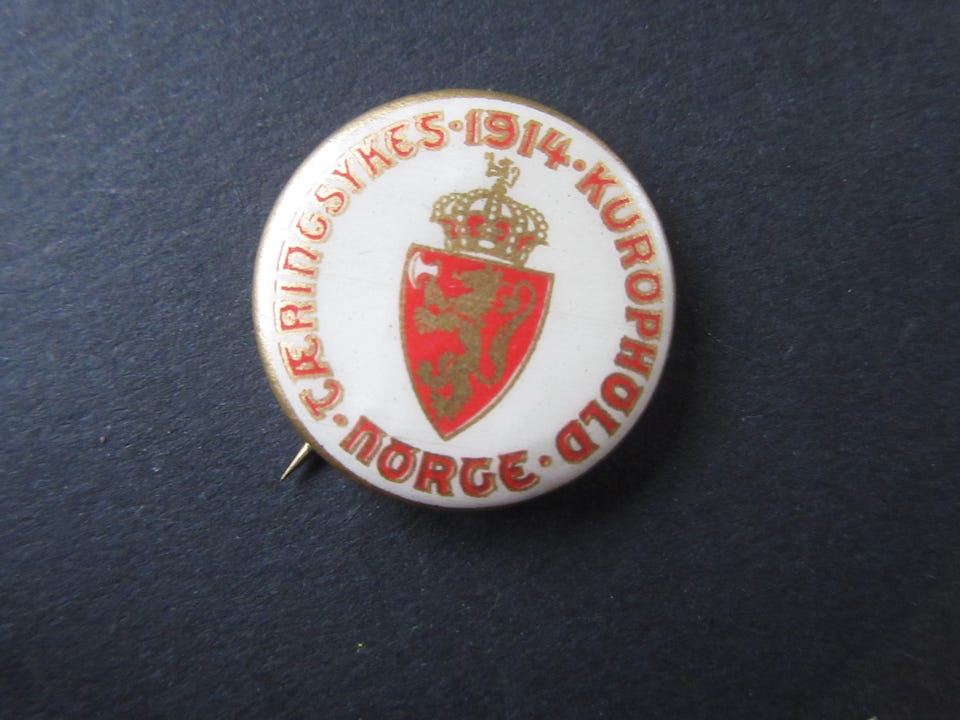 TÆRINGSYKES · 1914 · KUROPHOLD · NORGE ·